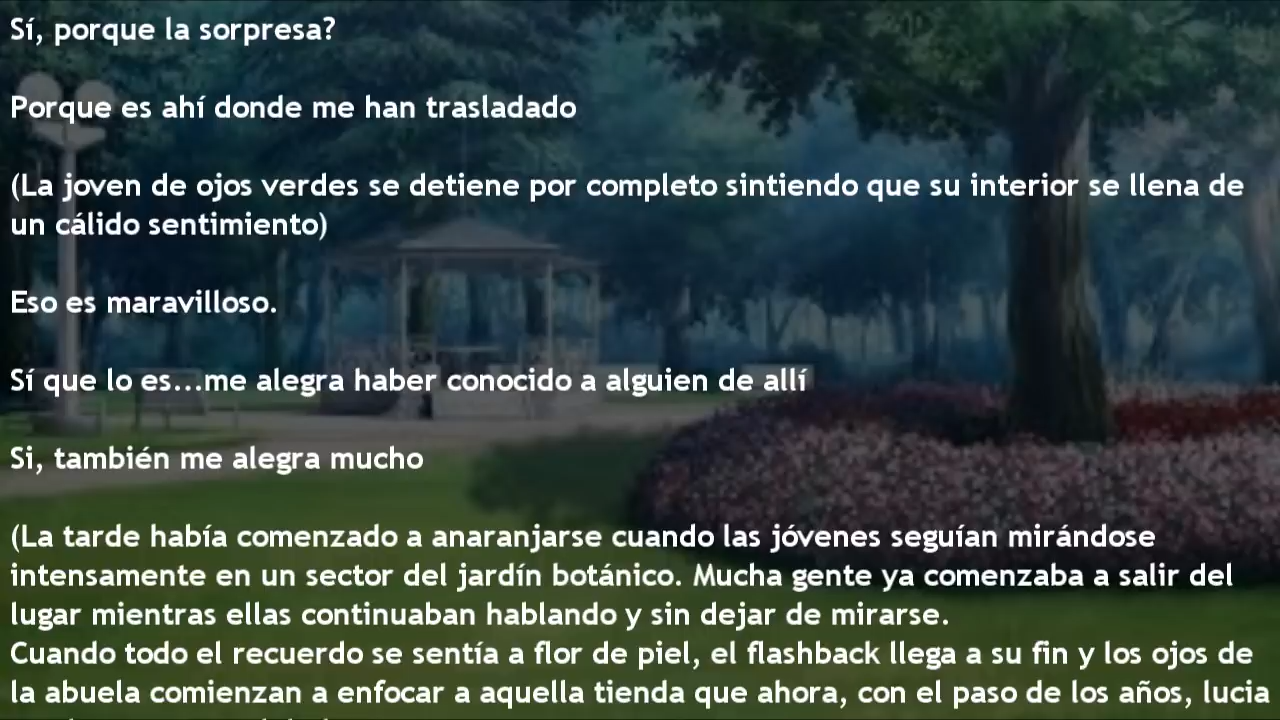 Sí, porque la sorpresa?
Porque es ahí donde me han trasladado
(La joven de ojos verdes se detiene por completo sintiendo que su interior se llena de
un cálido sentimiento)
Eso es maravilloso.
Sí que lo es...me alegra haber conocido a alguien de allí
Si, también me alegra mucho
(La tarde había comenzado a anaranjarse cuando las jóvenes seguían mirándose
intensamente en un sector del jardín botánico. Mucha gente ya comenzaba a salir del
lugar mientras ellas continuaban hablando y sin dejar de mirarse.
Cuando todo el recuerdo se sentía a flor de piel, el flashback llega a su fin y los ojos de
la abuela comienzan a enfocar a aquella tienda que ahora, con el paso de los años, lucia